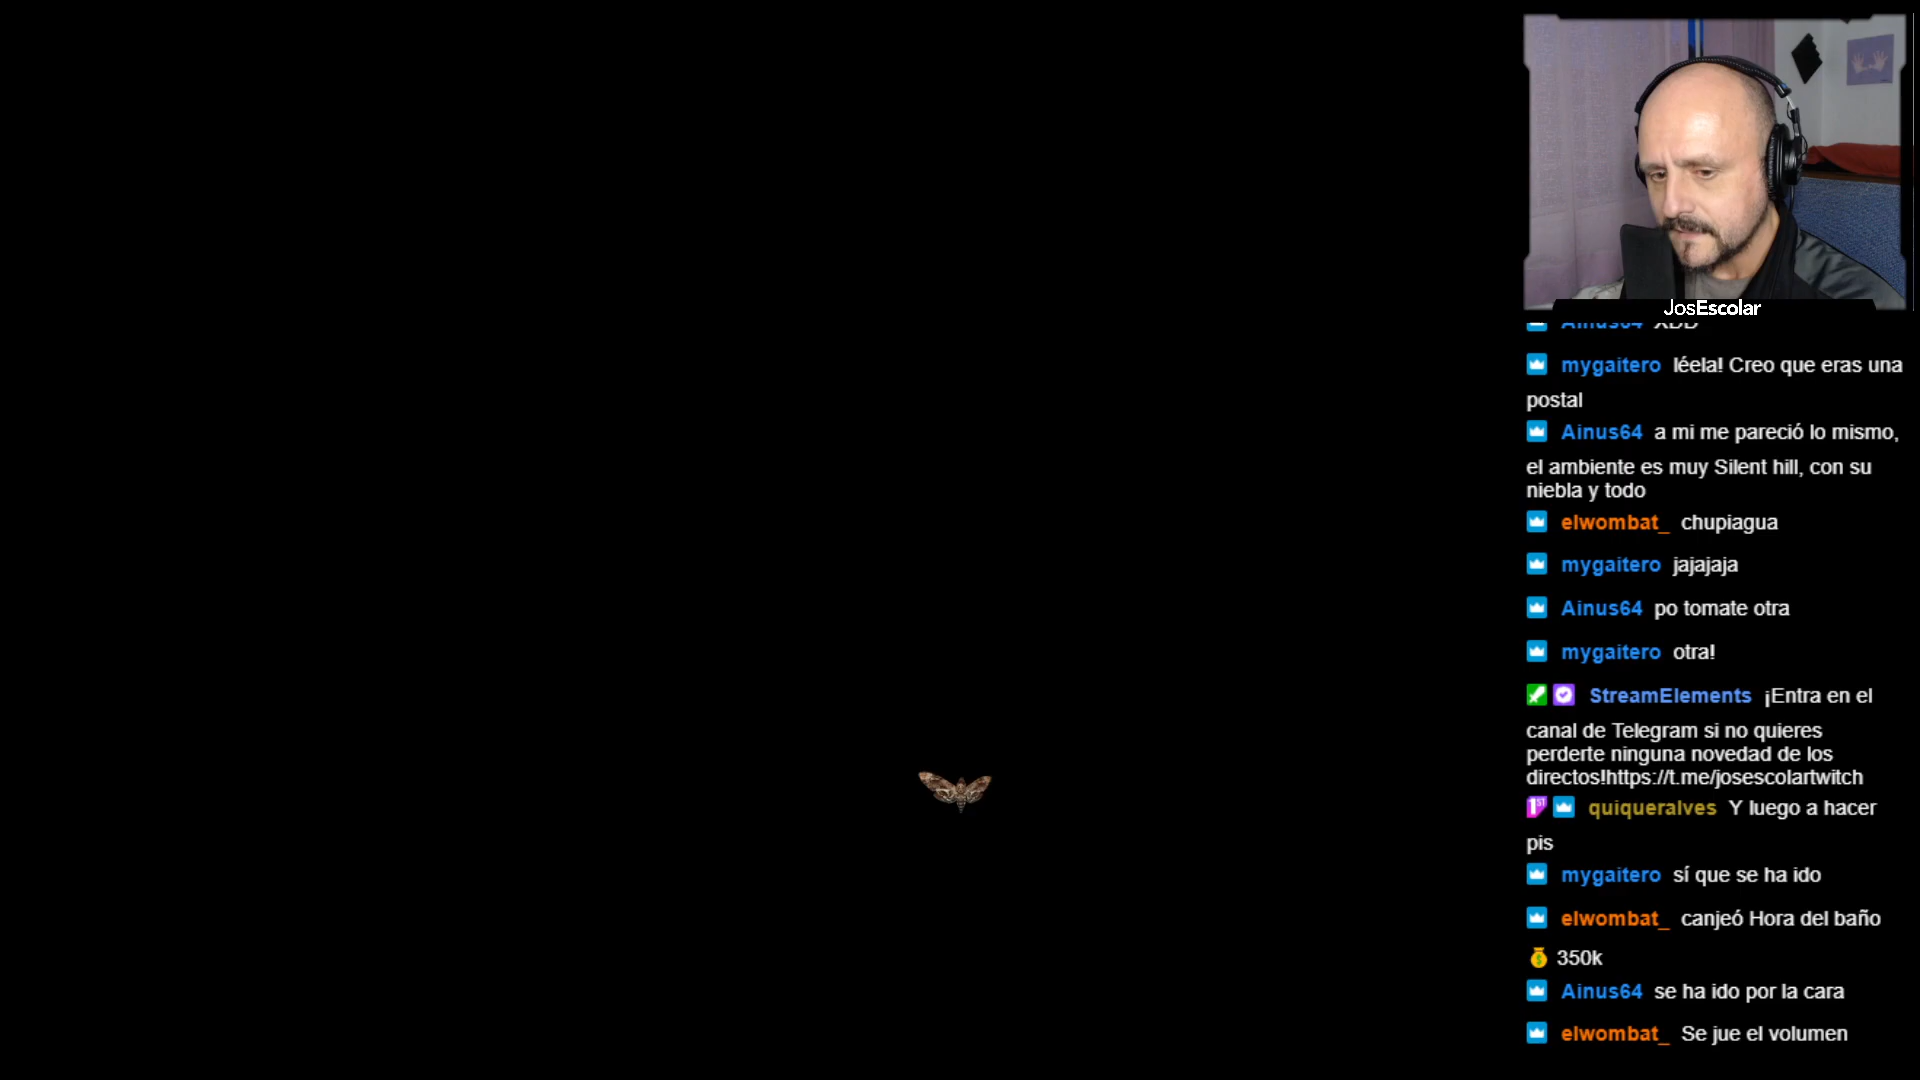 JosEscolar
Ainus64 XDD
mygaitero léela! Creo que eras una
postal
Ainus64 a mi me pareció lo mismo,
el ambiente es muy Silent hill, con su
niebla y todo
elwombat_ chupiagua
mygaitero jajajaja
Ainus64 po tomate otra
mygaitero otra!
StreamElements ¡Entra en el
canal de Telegram si no quieres
perderte ninguna novedad de los
directos!https://t.me/josescolartwitch
1ST quiqueralves Y luego a hacer
pis
mygaitero sí que se ha ido
elwombat_ canjeó Hora del baño
350k
Ainus64 se ha ido por la cara
elwombat_ Se jue el volumen